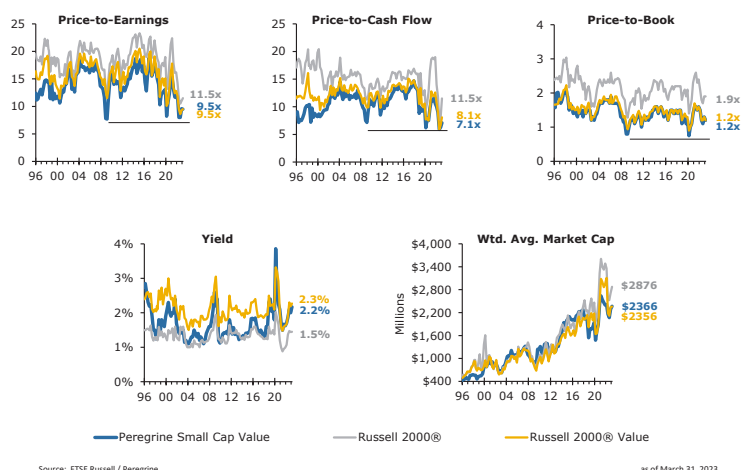 Price-to-Earnings
25
20
15
10
5
0
96 00 04 08 12 16 20
11.5x
9.5x
9.5x
Price-to-Cash Flow
25
20
15
10
5
0
96 00 04 08 12 16 20
11.5x
8.1x
7.1x
Price-to-Book
4
3
2
1
0
96 00 04 08 12 16 20
1.9x
1.2x
1.2x
Yield
4%
3%
2%
1%
0%
96 00 04 08 12 16 20
2.3%
2.2%
1.5%
Wtd. Avg. Market Cap
Millions
$4,000
$3,400
$2,800
$2,200
$1,600
$1,000
$400
96 00 04 08 12 16 20
$2876
$2366
$2356
Peregrine Small Cap Value Russell 2000® Russell 2000® Value
Source: FTSE Russell / Peregrine as of March 31, 2023